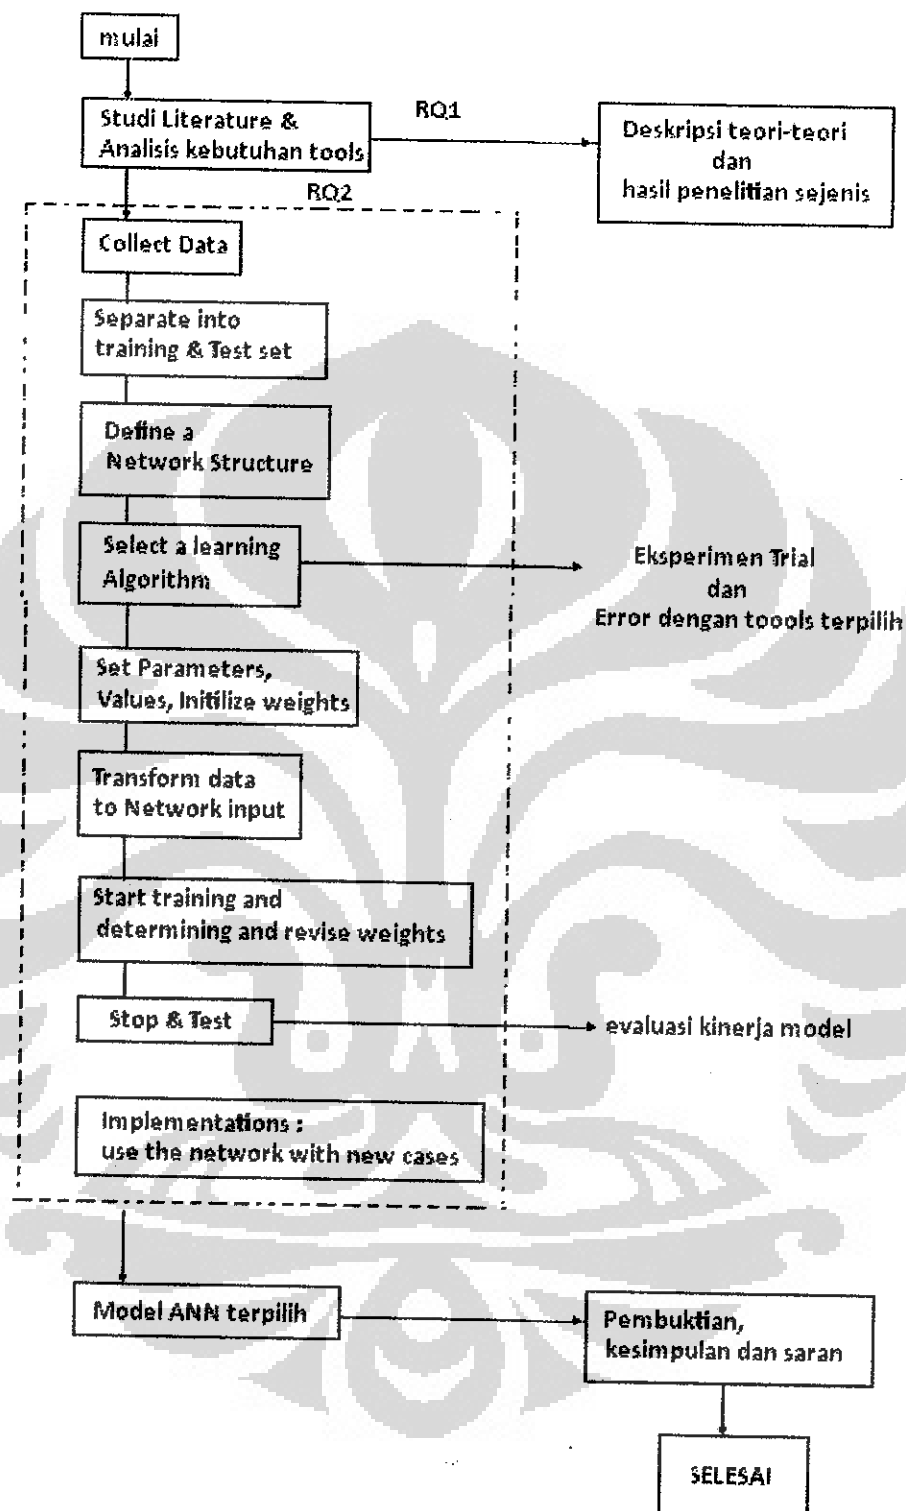 mulai
Studi Literature &
Analisis kebutuhan tools
RQ1
Deskripsi teori-teori
dan
hasil penelitian sejenis
RQ2
Collect Data
Separate into
training & Test set
Define a
Network Structure
Select a learning
Algorithm
Eksperimen Trial
dan
Error dengan toools terpilih
Set Parameters,
Values, Initilize weights
Transform data
to Network input
Start training and
determining and revise weights
Stop & Test
evaluasi kinerja model
Implementations :
use the network with new cases
Model ANN terpilih
Pembuktian,
kesimpulan dan saran
SELESAI